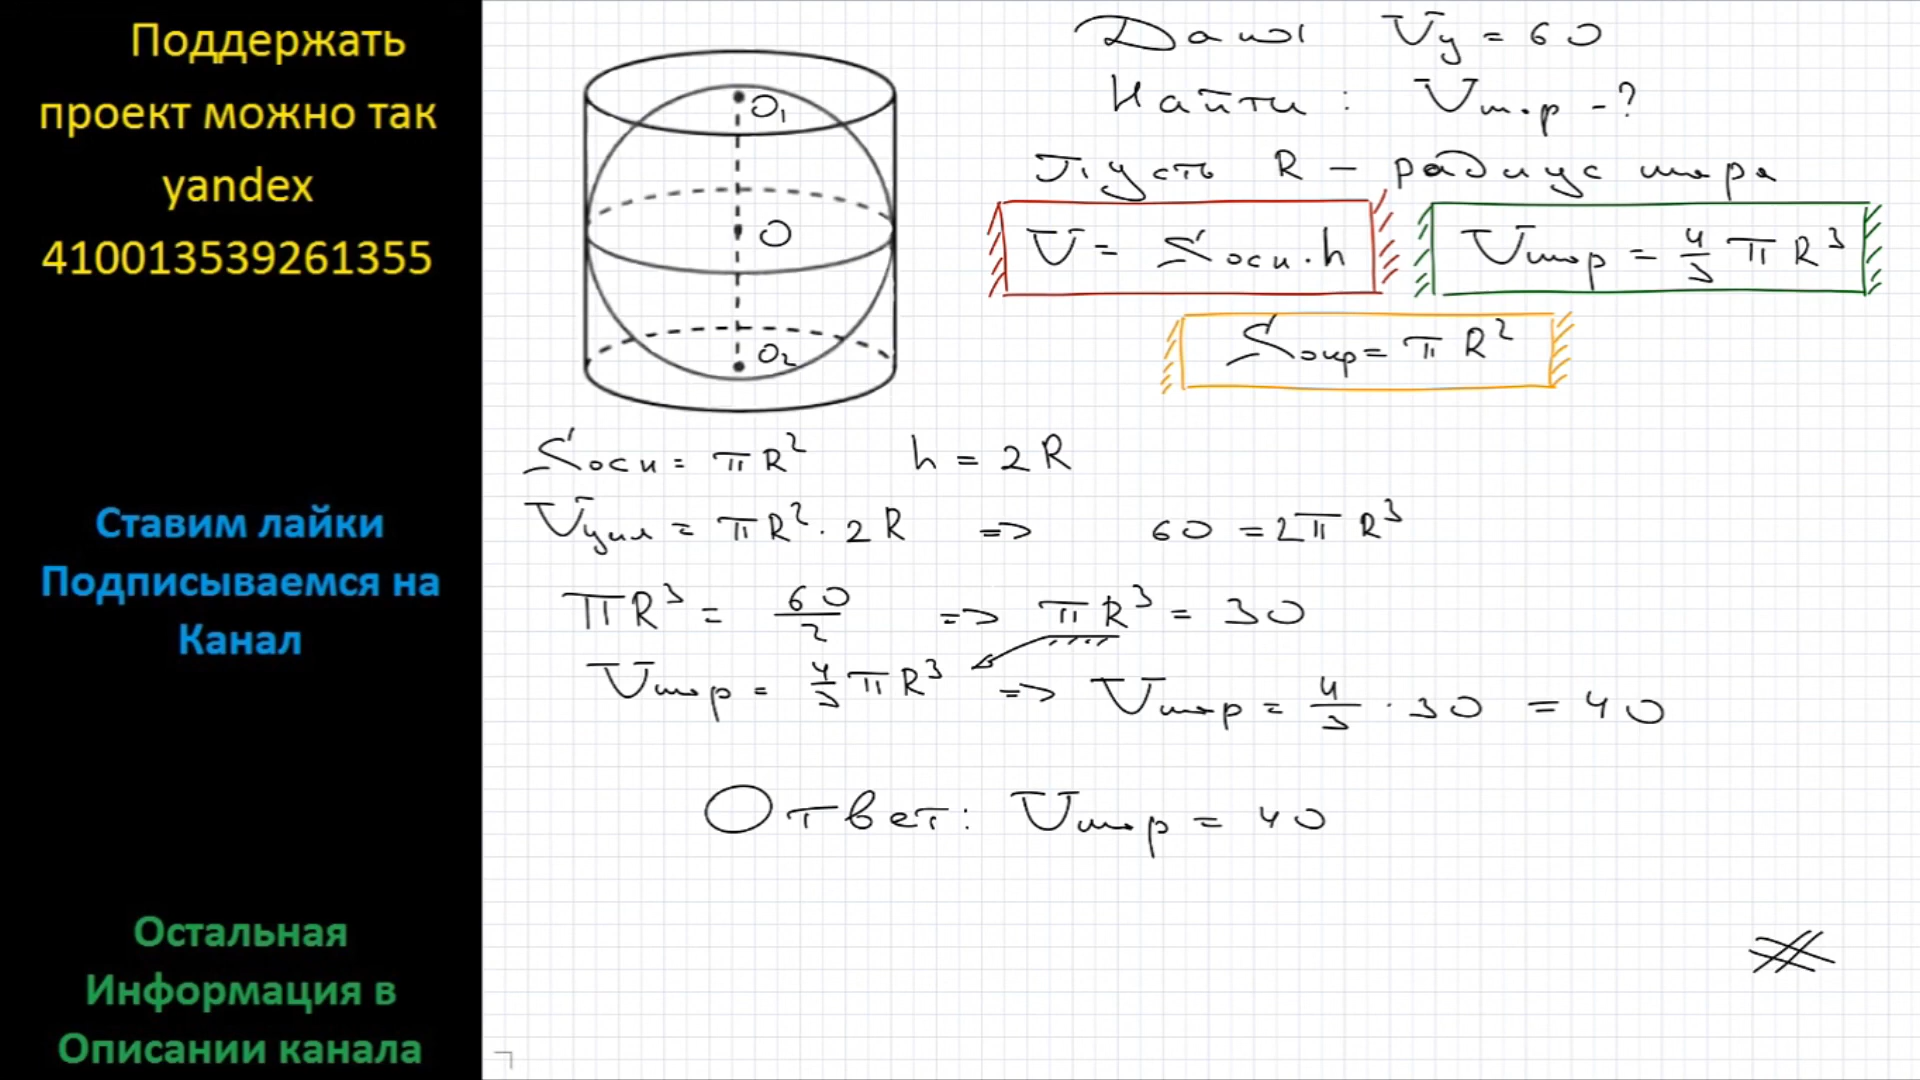 Поддержать
проект можно так
yandex
410013539261355
Ставим лайки
Подписываемся на
Канал
Остальная
Информация в
Описании канала
O₁
O
O₂
Дано: Vц = 60
Найти: Vшар - ?
Пусть R – радиус шара
V = Sосн · h
Vшар = 4/3 π R³
Sокр = π R²
Sосн = π R² h = 2R
Vцил = π R² · 2R => 60 = 2π R³
π R³ = 60/2 => π R³ = 30
Vшар = 4/3 π R³ => Vшар = 4/3 · 30 = 40
Ответ: Vшар = 40